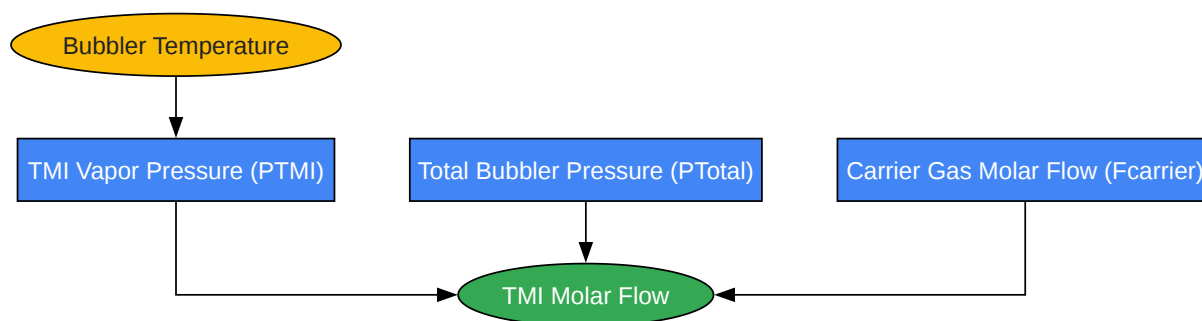 Bubbler Temperature
TMI Vapor Pressure (PTMI)
Total Bubbler Pressure (PTotal)
Carrier Gas Molar Flow (Fcarrier)
TMI Molar Flow